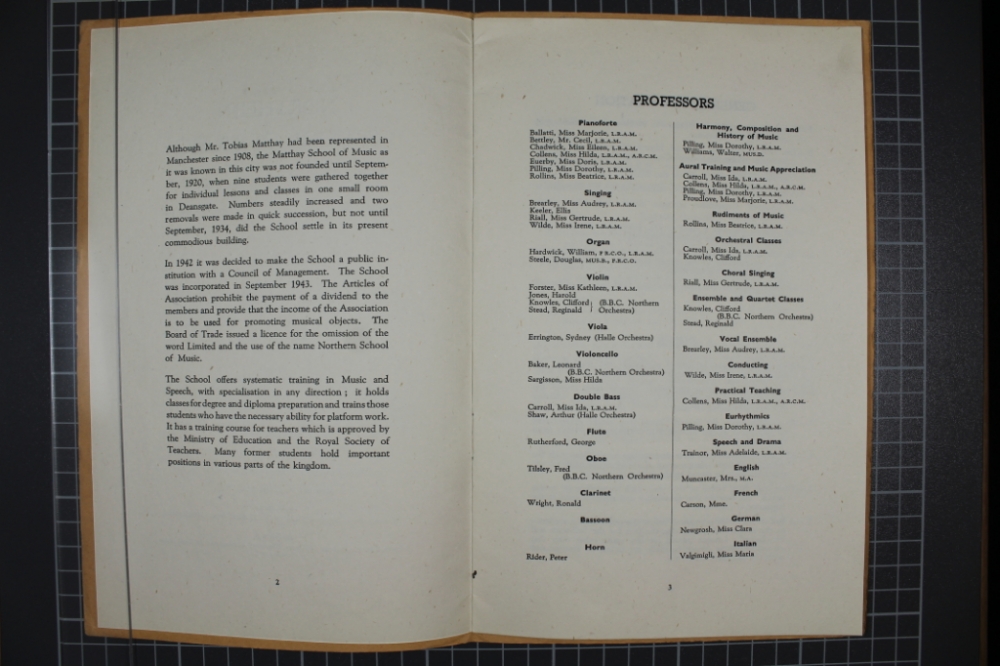 Although Mr. Tobias Matthay had been represented in
Manchester since 1908, the Matthay School of Music as
it was known in this city was not founded until Septem-
ber, 1920, when nine students were gathered together
for individual lessons and classes in one small room
in Deansgate. Numbers steadily increased and two
removals were made in quick succession, but not until
September, 1934, did the School settle in its present
commodious building.
In 1942 it was decided to make the School a public in-
stitution with a Council of Management. The School
was incorporated in September 1943. The Articles of
Association prohibit the payment of a dividend to the
members and provide that the income of the Association
is to be used for promoting musical objects. The
Board of Trade issued a licence for the omission of the
word Limited and the use of the name Northern School
of Music.
The School offers systematic training in Music and
Speech, with specialisation in any direction ; it holds
classes for degree and diploma preparation and trains those
students who have the necessary ability for platform work.
It has a training course for teachers which is approved by
the Ministry of Education and the Royal Society of
Teachers. Many former students hold important
positions in various parts of the kingdom.
2
PROFESSORS
Pianoforte
Ballatti, Miss Marjorie, L.R.A.M.
Bettley, Mr. Cecil, L.R.A.M.
Chadwick, Miss Eileen, L.R.A.M.
Collens, Miss Hilda, L.R.A.M., A.R.C.M.
Euerby, Miss Doris, L.R.A.M.
Pilling, Miss Dorothy, L.R.A.M.
Rollins, Miss Beatrice, L.R.A.M.
Singing
Brearley, Miss Audrey, L.R.A.M.
Keeler, Ellis
Riall, Miss Gertrude, L.R.A.M.
Wilde, Miss Irene, L.R.A.M.
Organ
Hardwick, William, F.R.C.O., L.R.A.M.
Steele, Douglas, MUS.B., F.R.C.O.
Violin
Forster, Miss Kathleen, L.R.A.M.
Jones, Harold
Knowles, Clifford } (B.B.C. Northern
Stead, Reginald } Orchestra)
Viola
Errington, Sydney (Halle Orchestra)
Violoncello
Baker, Leonard
(B.B.C. Northern Orchestra)
Sargisson, Miss Hilda
Double Bass
Carroll, Miss Ida, L.R.A.M.
Shaw, Arthur (Halle Orchestra)
Flute
Rutherford, George
Oboe
Tilsley, Fred
(B.B.C. Northern Orchestra)
Clarinet
Wright, Ronald
Bassoon
Horn
Rider, Peter
Harmony, Composition and
History of Music
Pilling, Miss Dorothy, L.R.A.M.
Williams, Walter, MUS.D.
Aural Training and Music Appreciation
Carroll, Miss Ida, L.R.A.M.
Collens, Miss Hilda, L.R.A.M., A.R.C.M.
Pilling, Miss Dorothy, L.R.A.M.
Proudlove, Miss Marjorie, L.R.A.M.
Rudiments of Music
Rollins, Miss Beatrice, L.R.A.M.
Orchestral Classes
Carroll, Miss Ida, L.R.A.M.
Knowles, Clifford
Choral Singing
Riall, Miss Gertrude, L.R.A.M.
Ensemble and Quartet Classes
Knowles, Clifford
(B.B.C. Northern Orchestra)
Stead, Reginald
Vocal Ensemble
Brearley, Miss Audrey, L.R.A.M.
Conducting
Wilde, Miss Irene, L.R.A.M.
Practical Teaching
Collens, Miss Hilda, L.R.A.M., A.R.C.M.
Eurhythmics
Pilling, Miss Dorothy, L.R.A.M.
Speech and Drama
Trainor, Miss Adelaide, L.R.A.M.
English
Muncaster, Mrs., M.A.
French
Carson, Mme.
German
Newgrosh, Miss Clara
Italian
Valgimigli, Miss Maria
3